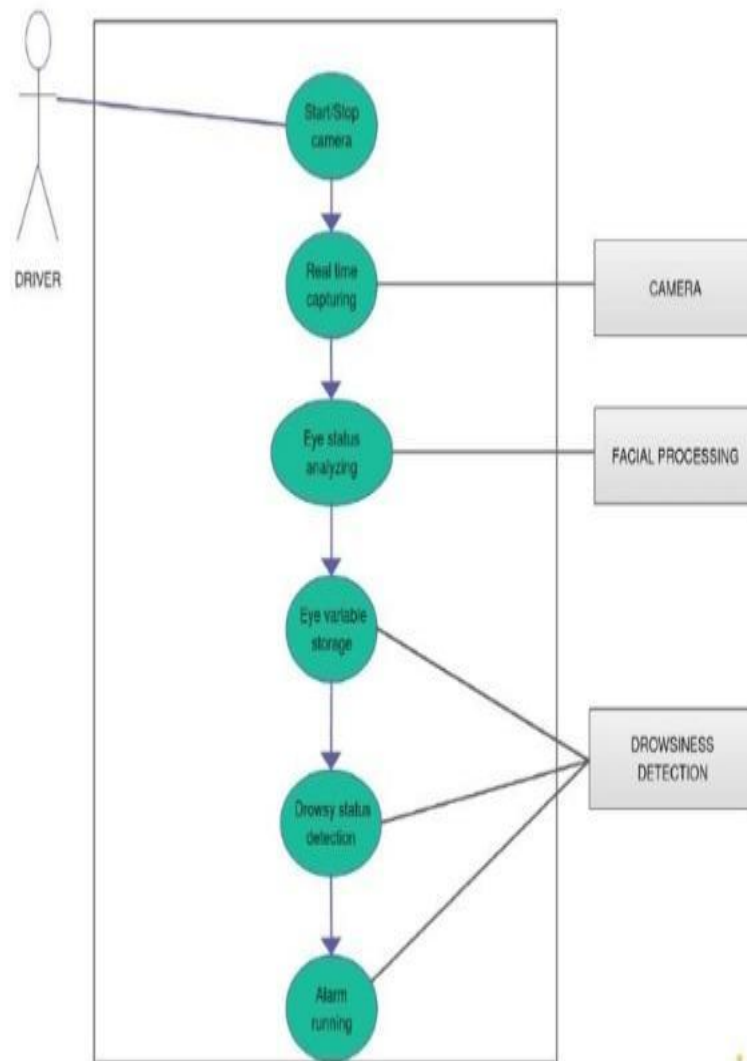 Start/Stop
camera
DRIVER
Real time
capturing
CAMERA
Eye status
analyzing
FACIAL PROCESSING
Eye variable
storage
DROWSINESS
DETECTION
Drowsy status
detection
Alarm
running